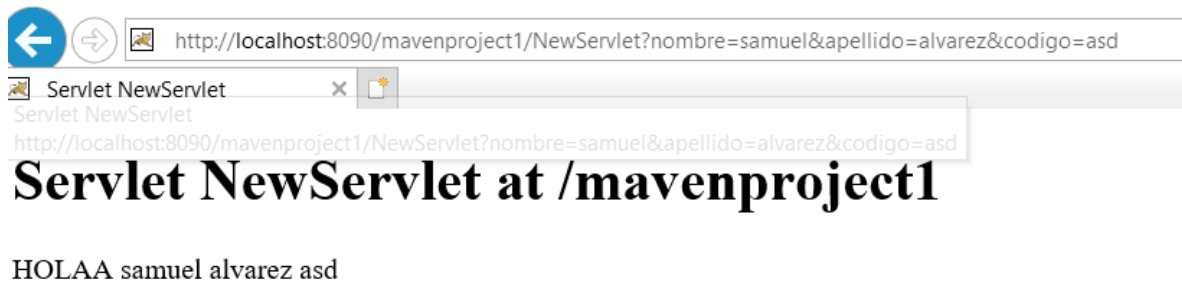 http://localhost:8090/mavenproject1/NewServlet?nombre=samuel&apellido=alvarez&codigo=asd
Servlet NewServlet
Servlet NewServlet
http://localhost:8090/mavenproject1/NewServlet?nombre=samuel&apellido=alvarez&codigo=asd
Servlet NewServlet at /mavenproject1
HOLAA samuel alvarez asd